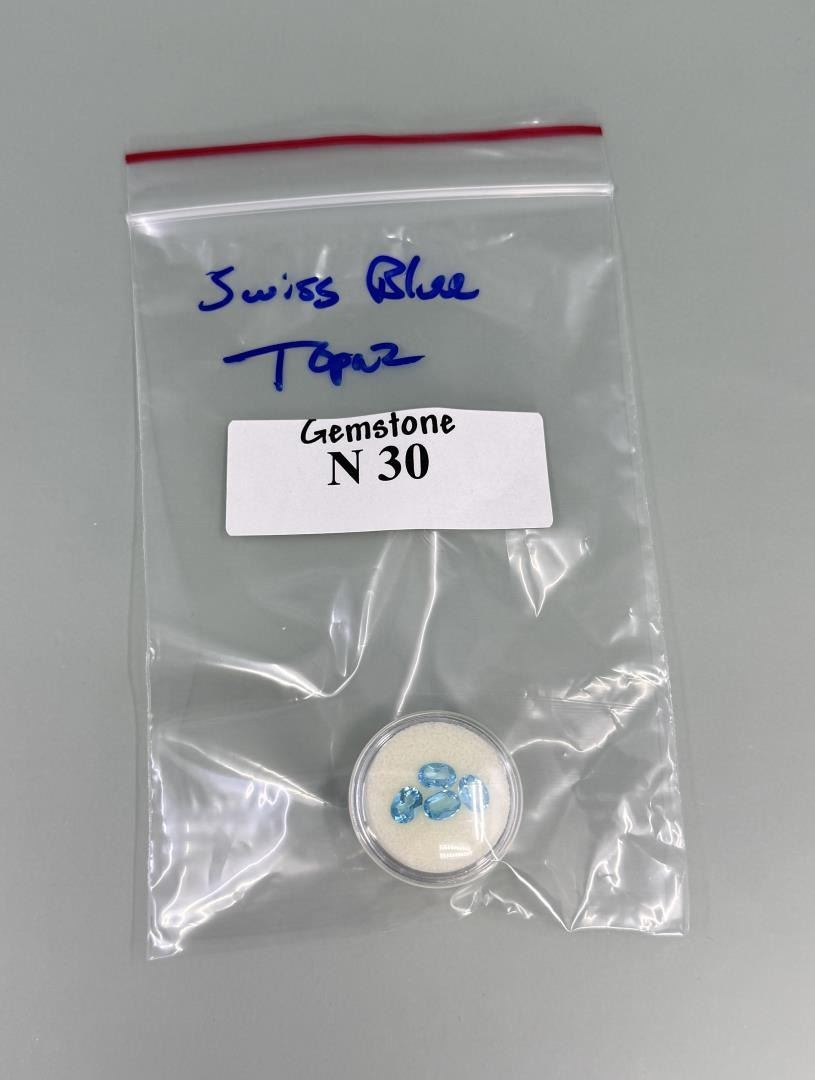 Swiss Blue
Topaz
Gemstone
N 30